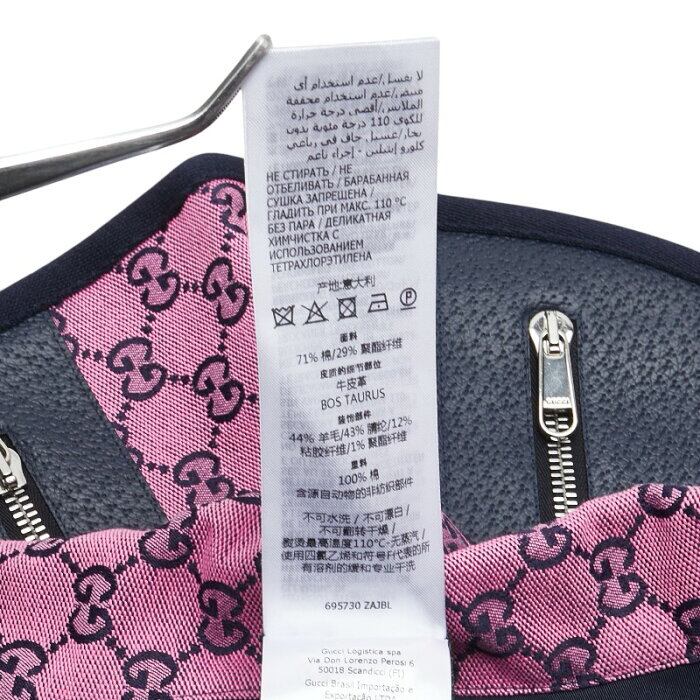 لا يغسل/عدم استخدام أي
مبيض/عدم استخدام مجففة
الملابس/أقصى درجة حرارة
للكوي 110 درجة مئوية بدون
بخار/غسيل جاف في رباعي
كلورو إيثيلين - إجراء ناعم
НЕ СТИРАТЬ / НЕ
ОТБЕЛИВАТЬ / БАРАБАННАЯ
СУШКА ЗАПРЕЩЕНА /
ГЛАДИТЬ ПРИ МАКС. 110 °C
БЕЗ ПАРА / ДЕЛИКАТНАЯ
ХИМЧИСТКА С
ИСПОЛЬЗОВАНИЕМ
ТЕТРАХЛОРЭТИЛЕНА
产地:意大利
P
面料
71% 棉/29% 聚酯纤维
皮质的细节部位
牛皮革
BOS TAURUS
装饰部件
44% 羊毛/43% 腈纶/12%
粘胶纤维/1% 聚酯纤维
里料
100% 棉
含源自动物的非纺织部件
不可水洗 / 不可漂白 /
不可翻转干燥 /
熨烫最高温度110°C-无蒸汽 /
使用四氯乙烯和符号F代表的所
有溶剂的缓和专业干洗
695730 ZAJBL
Gucci Logistica spa
Via Don Lorenzo Perosi 6
50018 Scandicci (FI)
Gucci Brasil Importação e
Exportação LTDA
GUCCI